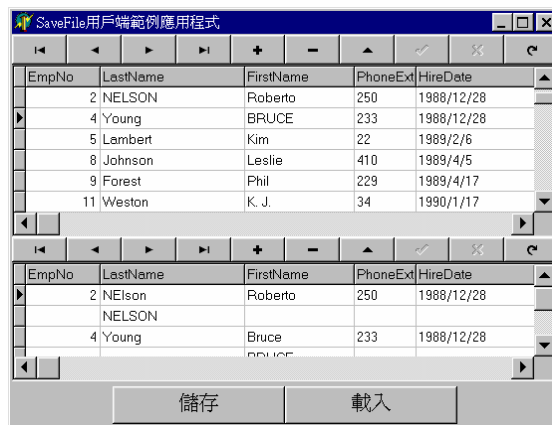 SaveFile用戶端範例應用程式
EmpNo LastName FirstName PhoneExt HireDate
2 NELSON Roberto 250 1988/12/28
4 Young BRUCE 233 1988/12/28
5 Lambert Kim 22 1989/2/6
8 Johnson Leslie 410 1989/4/5
9 Forest Phil 229 1989/4/17
11 Weston K. J. 34 1990/1/17
EmpNo LastName FirstName PhoneExt HireDate
2 NElson Roberto 250 1988/12/28
NELSON
4 Young Bruce 233 1988/12/28
BRUCE
儲存 載入